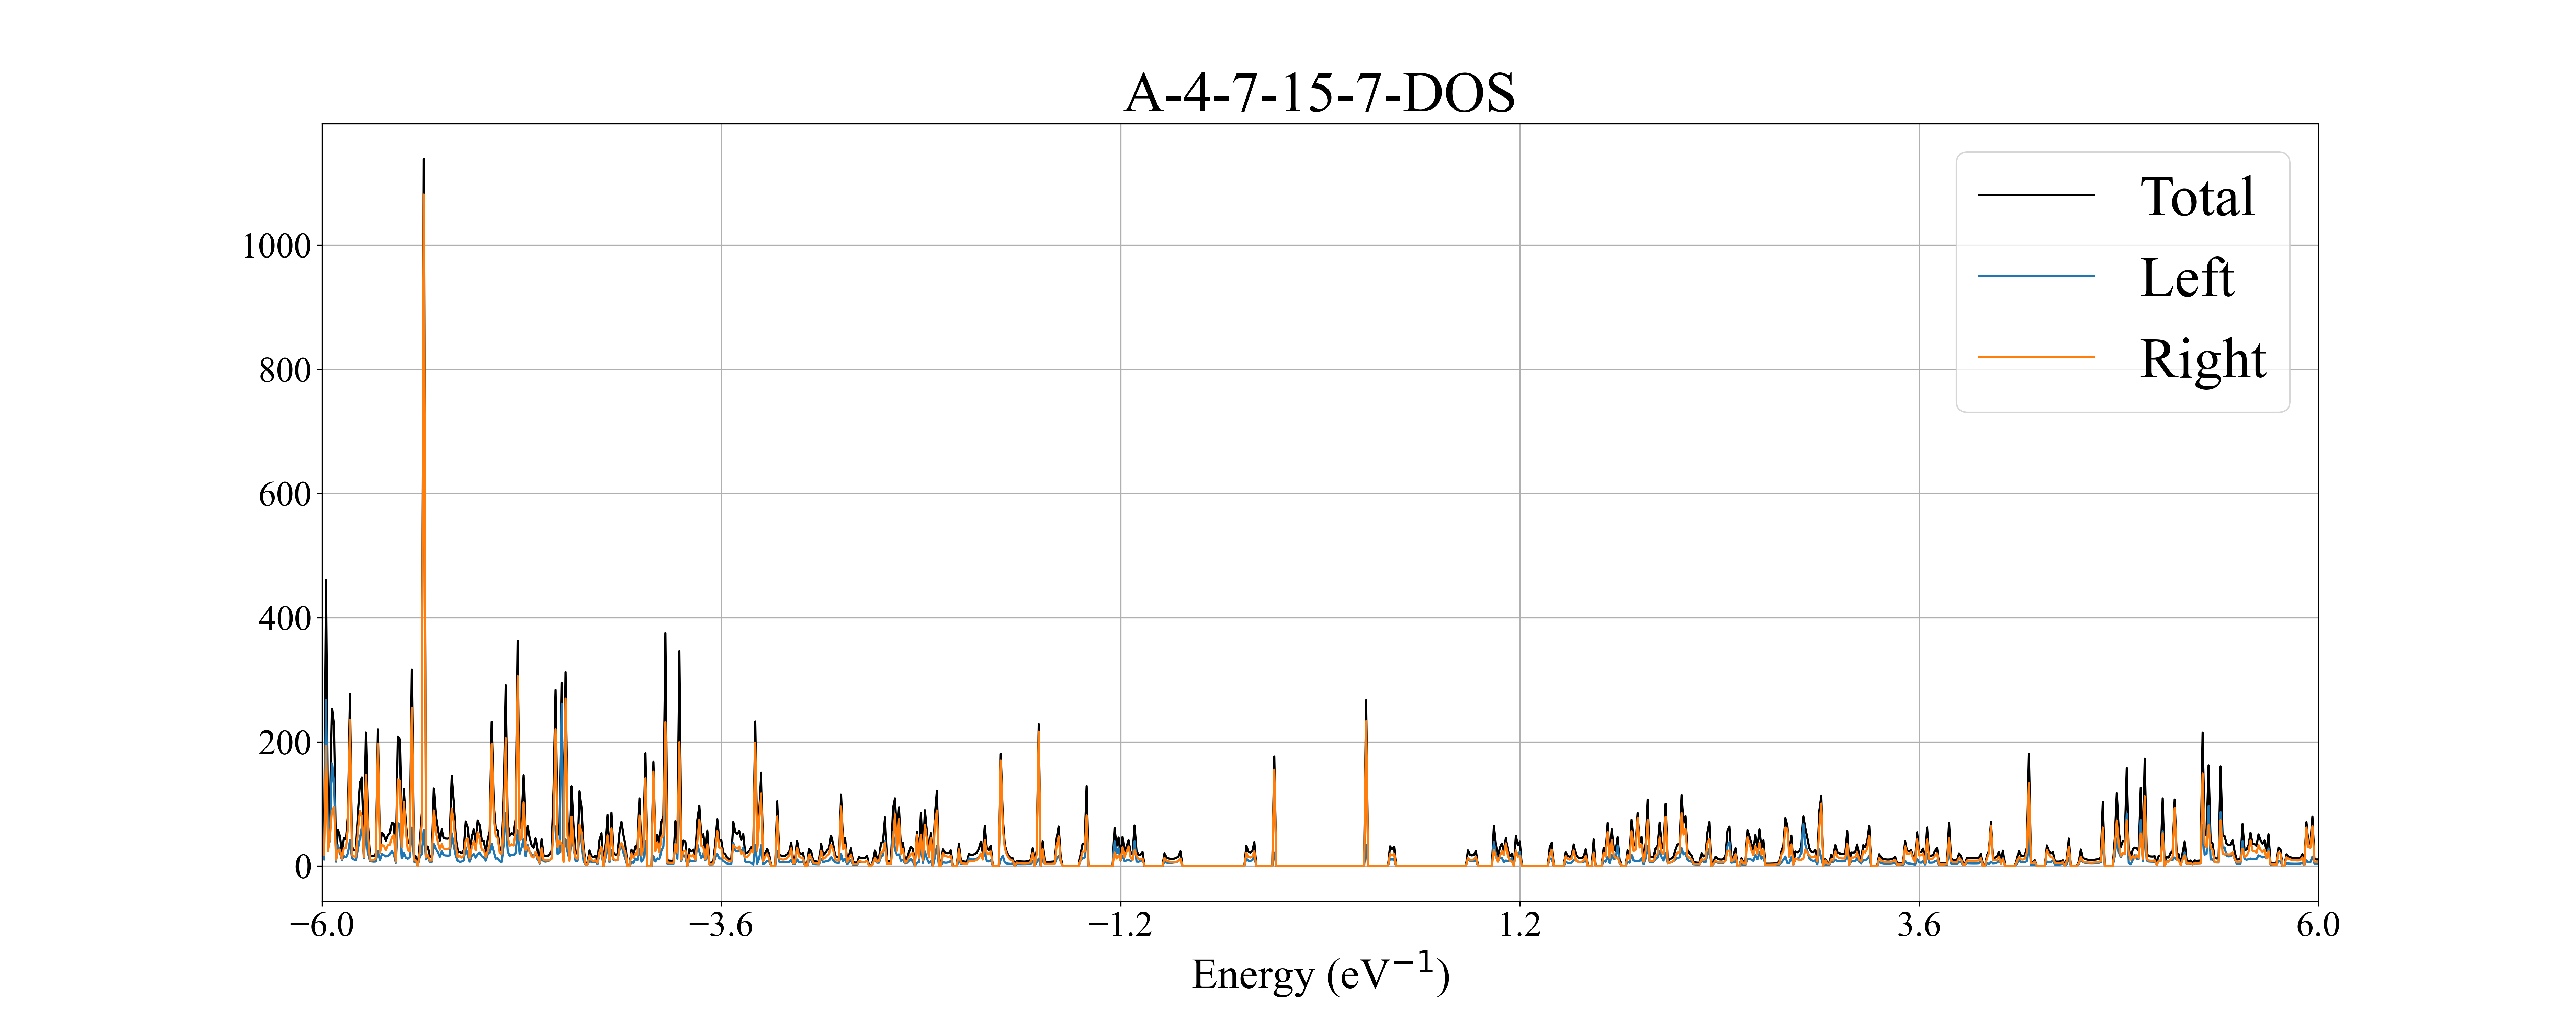 A-4-7-15-7-DOS
Total
Left
Right
1000
800
600
400
200
0
−6.0 −3.6 −1.2 1.2 3.6 6.0
Energy (eV⁻¹)